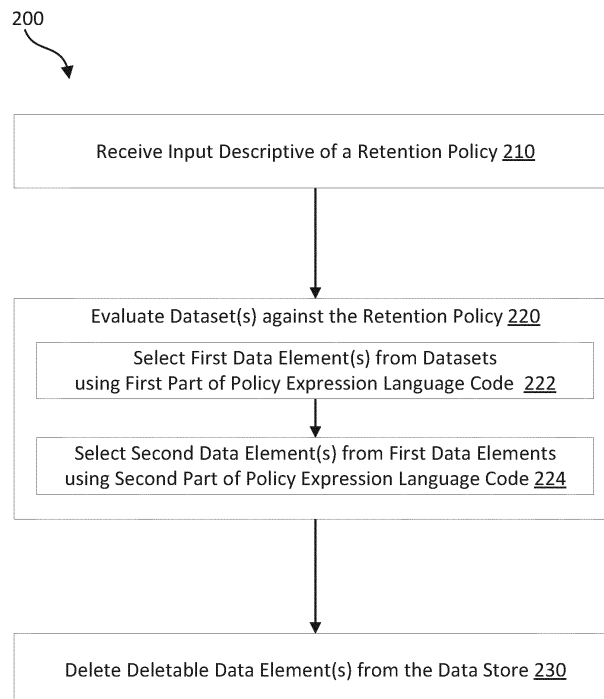 200
Receive Input Descriptive of a Retention Policy 210
Evaluate Dataset(s) against the Retention Policy 220
Select First Data Element(s) from Datasets
using First Part of Policy Expression Language Code 222
Select Second Data Element(s) from First Data Elements
using Second Part of Policy Expression Language Code 224
Delete Deletable Data Element(s) from the Data Store 230